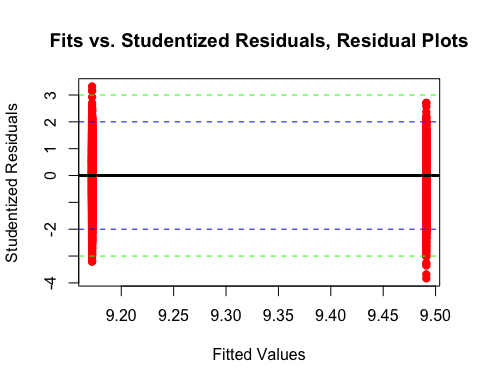 Fits vs. Studentized Residuals, Residual Plots
Studentized Residuals
3
2
1
0
-2
-4
9.20 9.25 9.30 9.35 9.40 9.45 9.50
Fitted Values